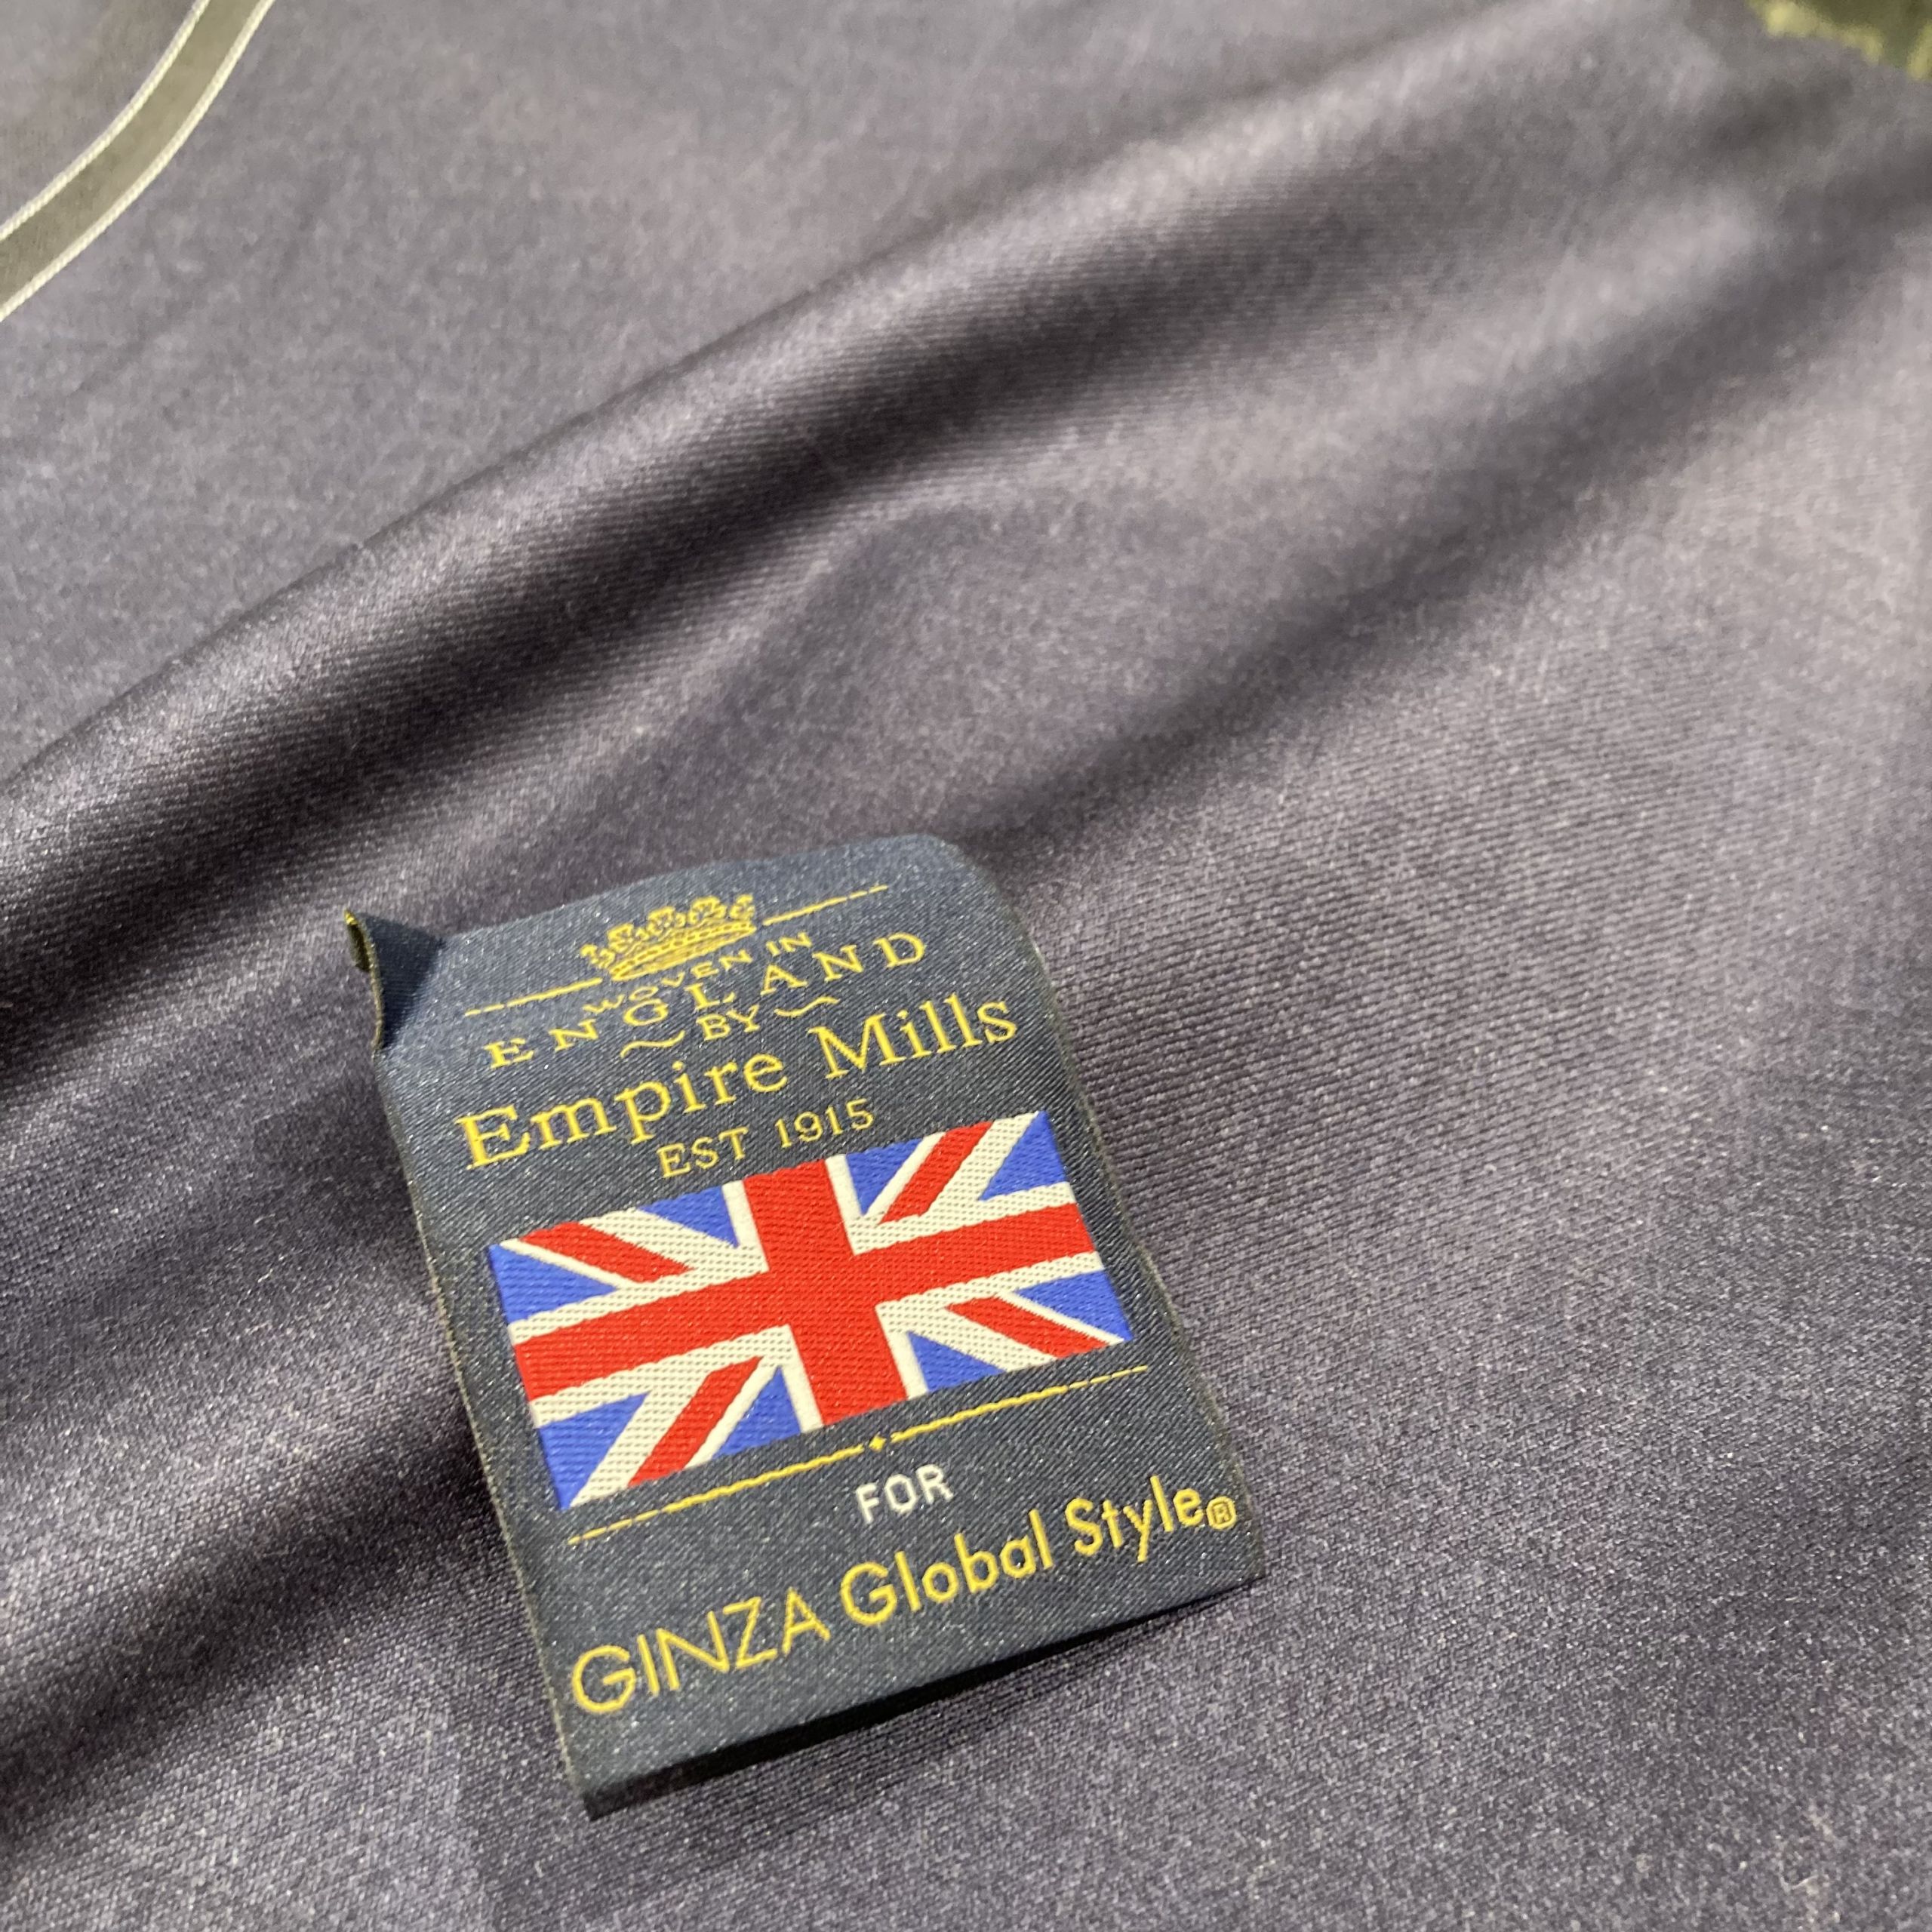 WOVEN IN
ENGLAND
~BY~
Empire Mills
EST 1915
FOR
GINZA Global Style®